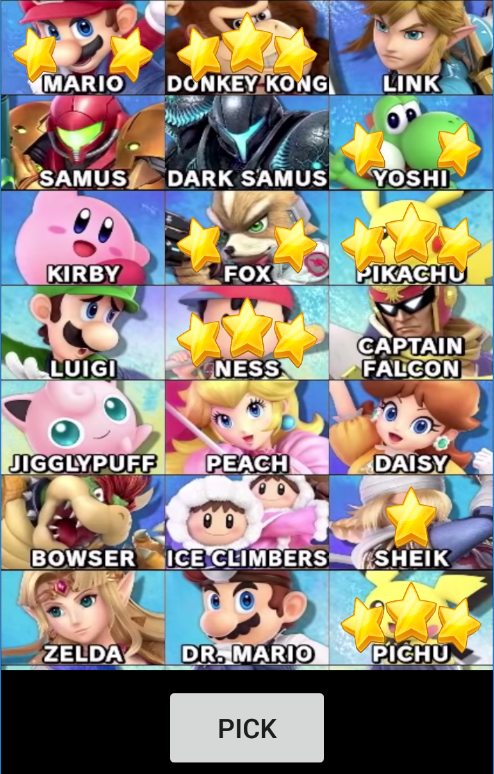 MARIO
DONKEY KONG
LINK
SAMUS
DARK SAMUS
YOSHI
KIRBY
FOX
PIKACHU
LUIGI
NESS
CAPTAIN
FALCON
JIGGLYPUFF
PEACH
DAISY
BOWSER
ICE CLIMBERS
SHEIK
ZELDA
DR. MARIO
PICHU
PICK